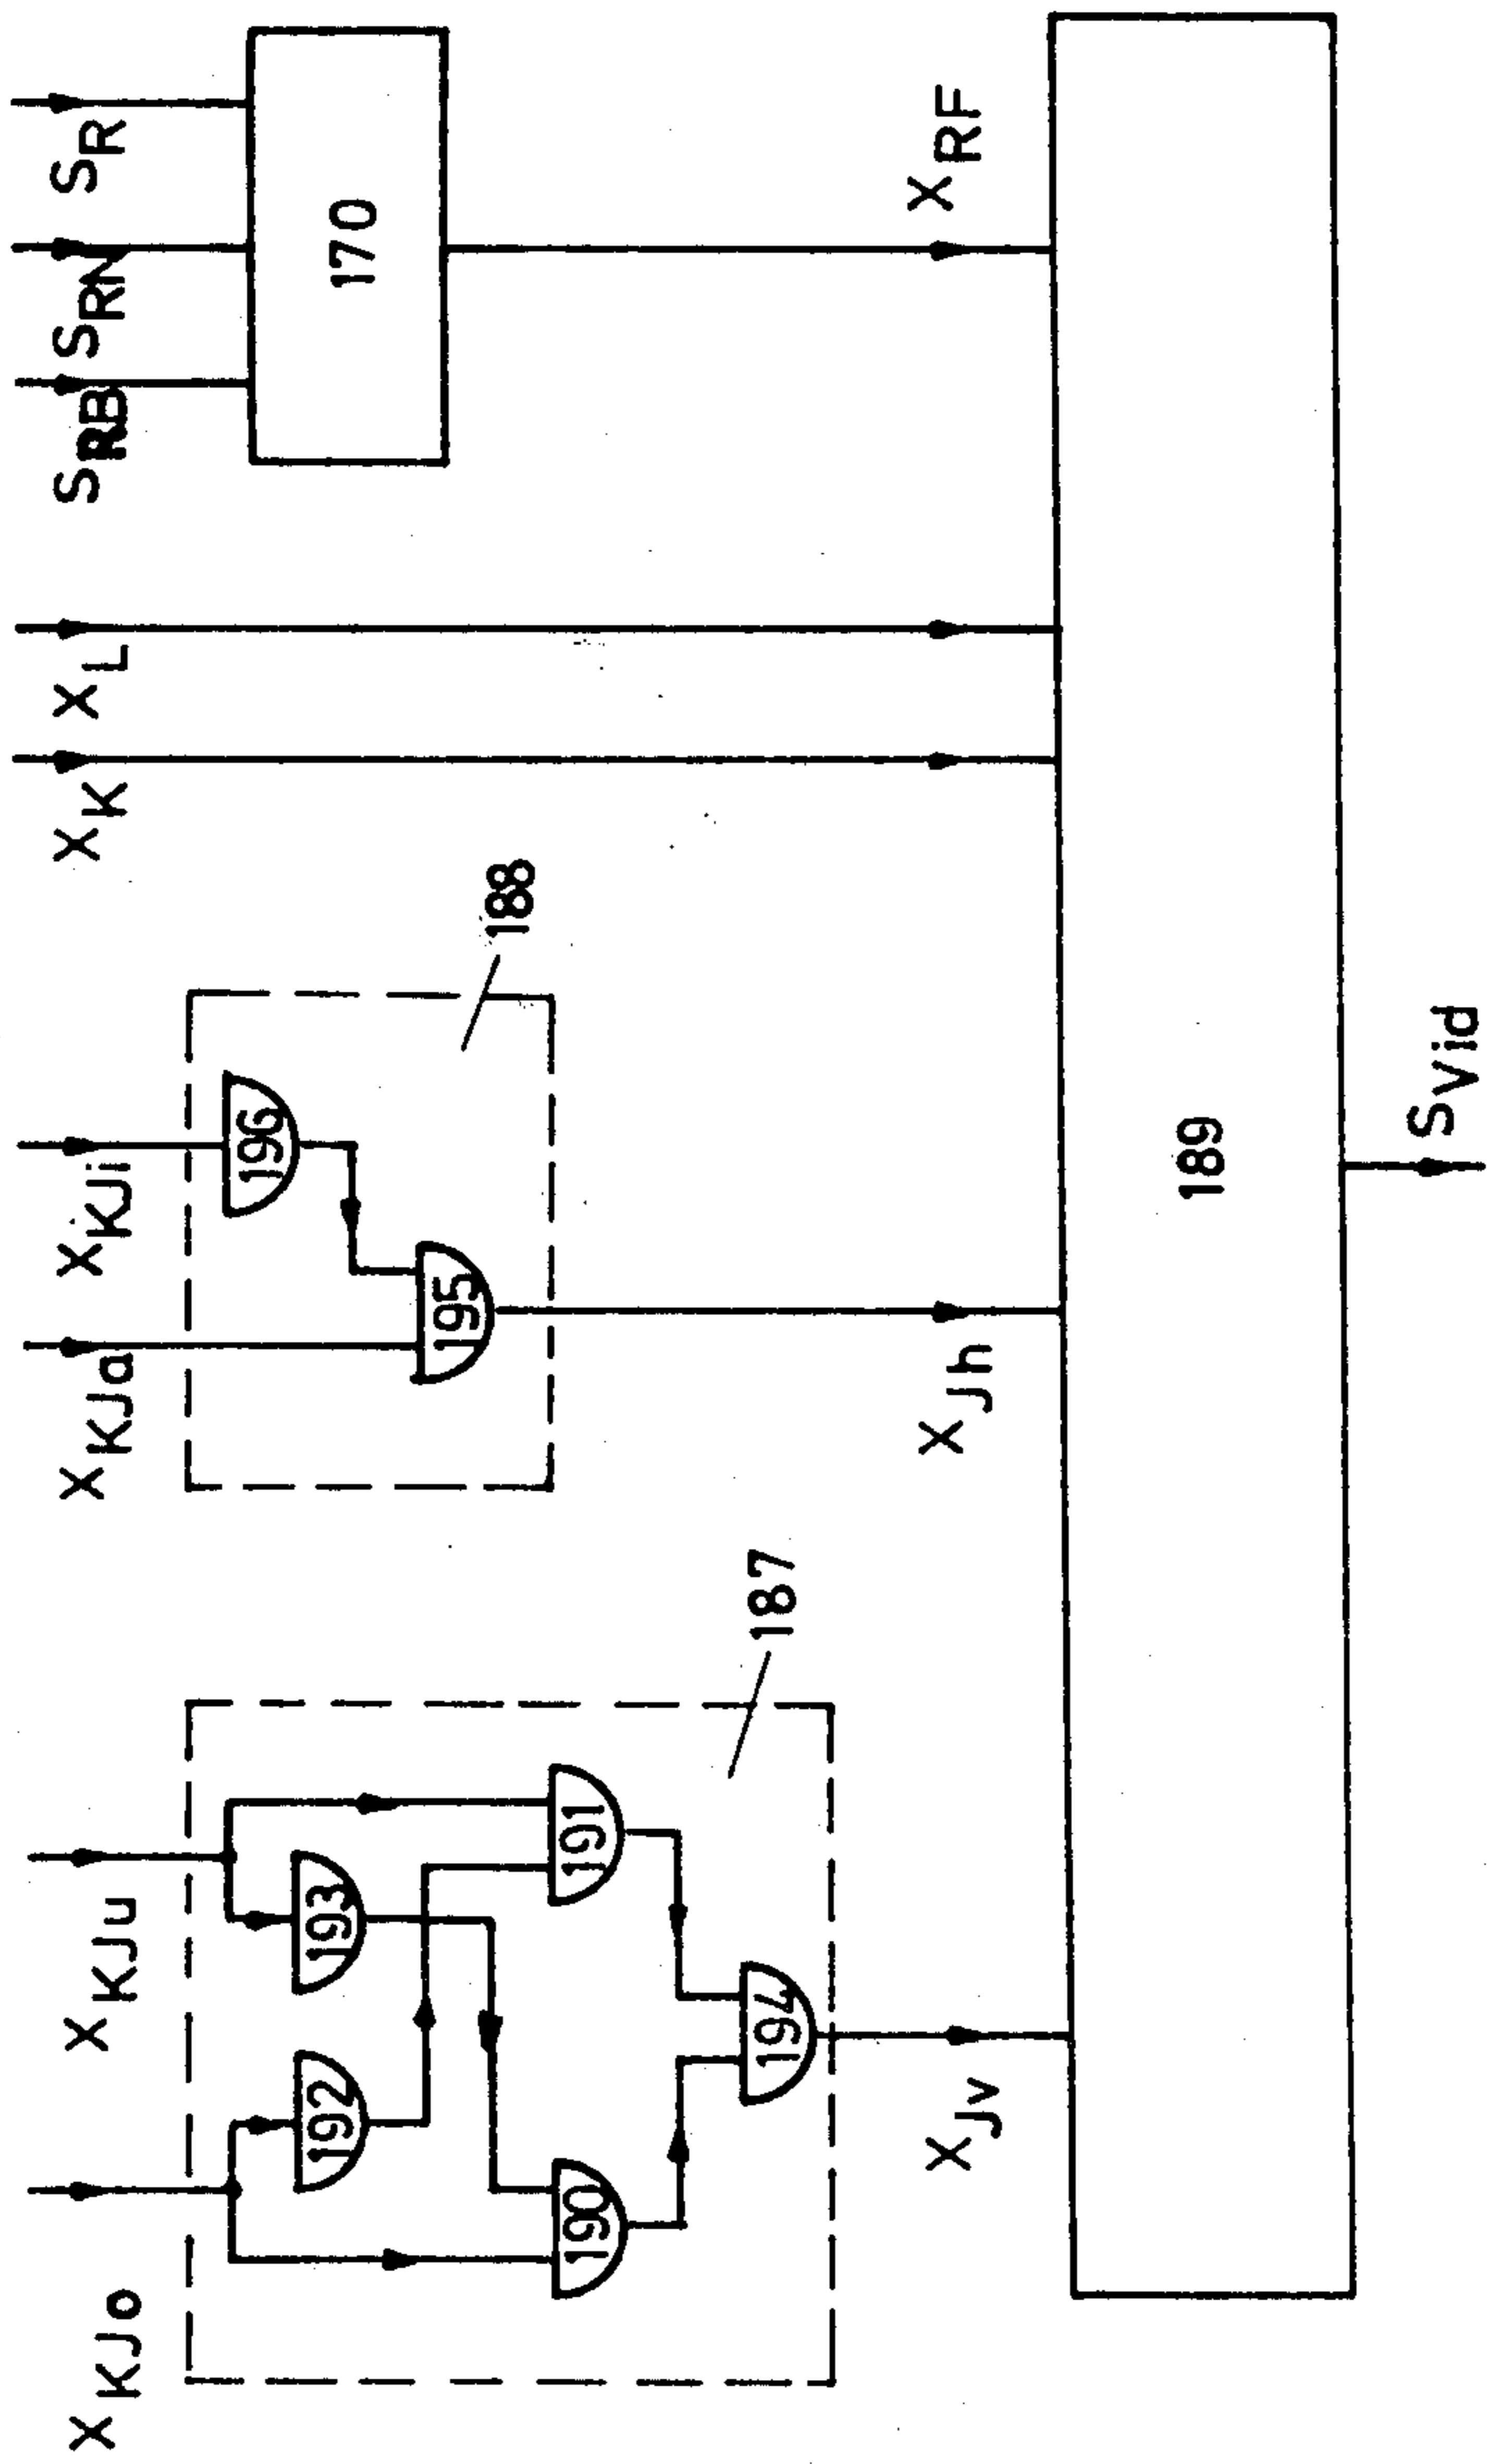 X_KJo
X_KJu
X_KJa
X_KJi
X_K
X_L
S_RB
S_RN
S_R
192
193
190
191
194
187
196
195
188
170
X_Jv
X_Jh
X_RF
189
S_Vid